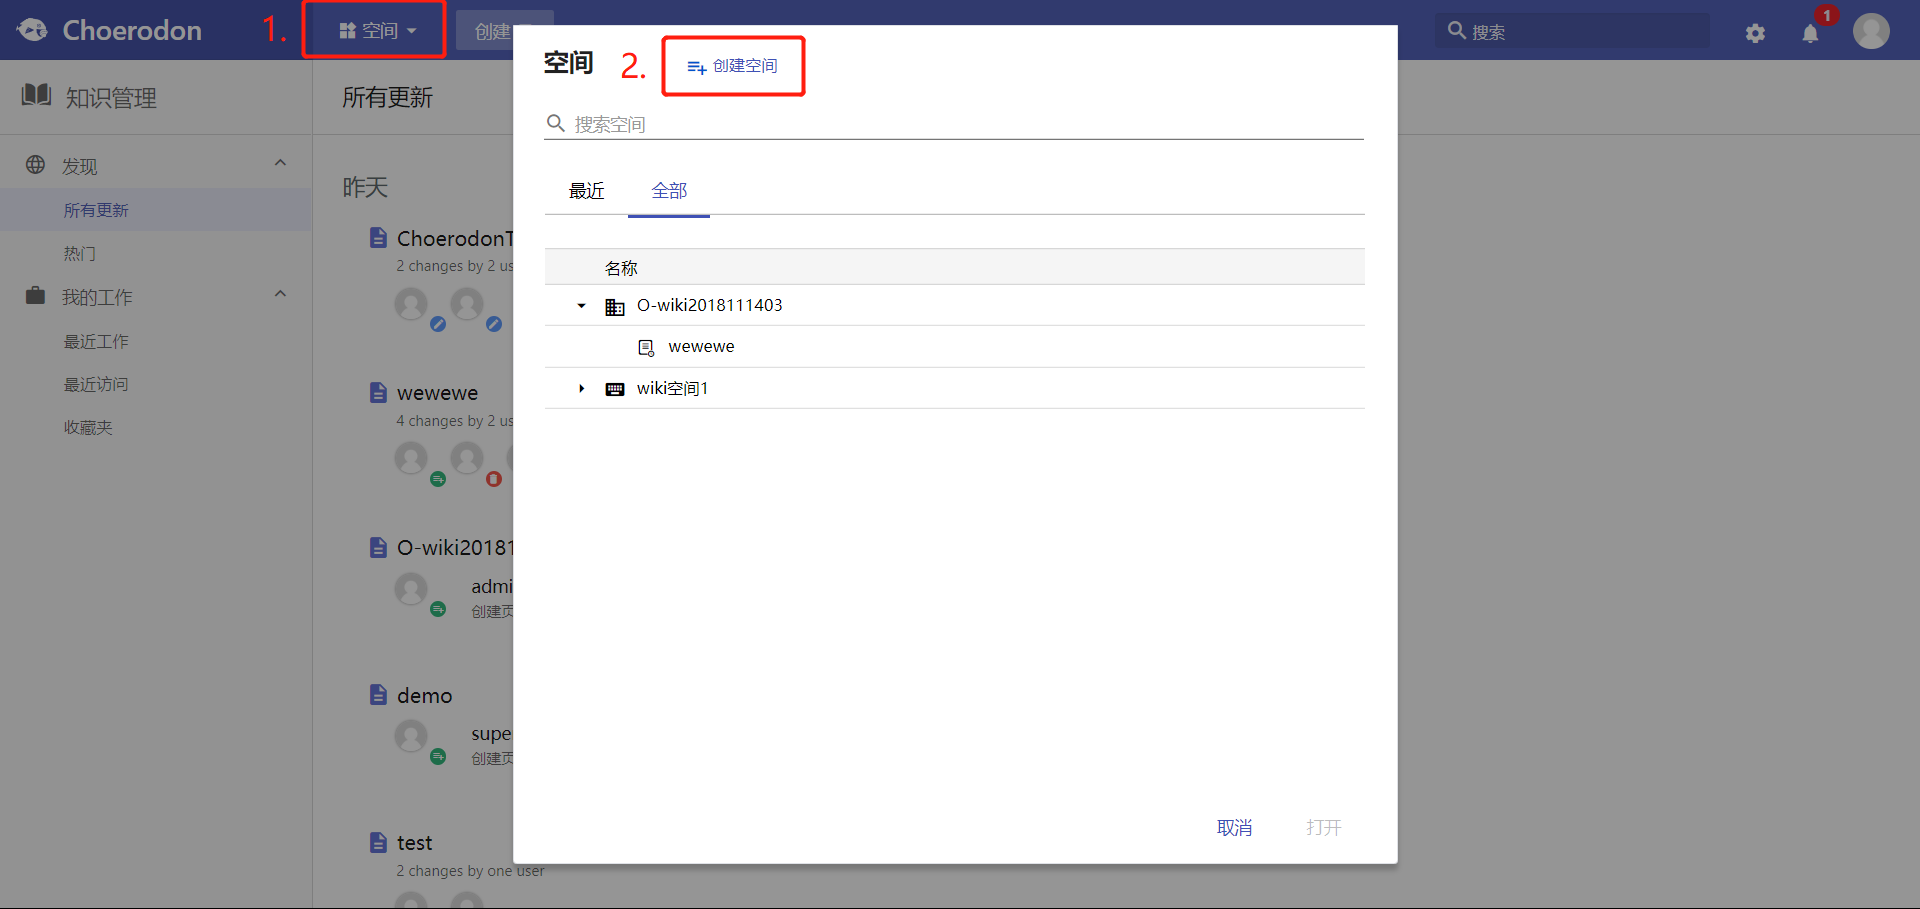 Choerodon
1.
空间
创建
搜索
1
知识管理
发现
所有更新
热门
我的工作
最近工作
最近访问
收藏夹
所有更新
昨天
ChoerodonT
2 changes by 2 us
wewewe
4 changes by 2 us
O-wiki20181
admi
创建页
demo
supe
创建页
test
2 changes by one user
空间
2.
创建空间
搜索空间
最近
全部
名称
O-wiki2018111403
wewewe
wiki空间1
取消
打开